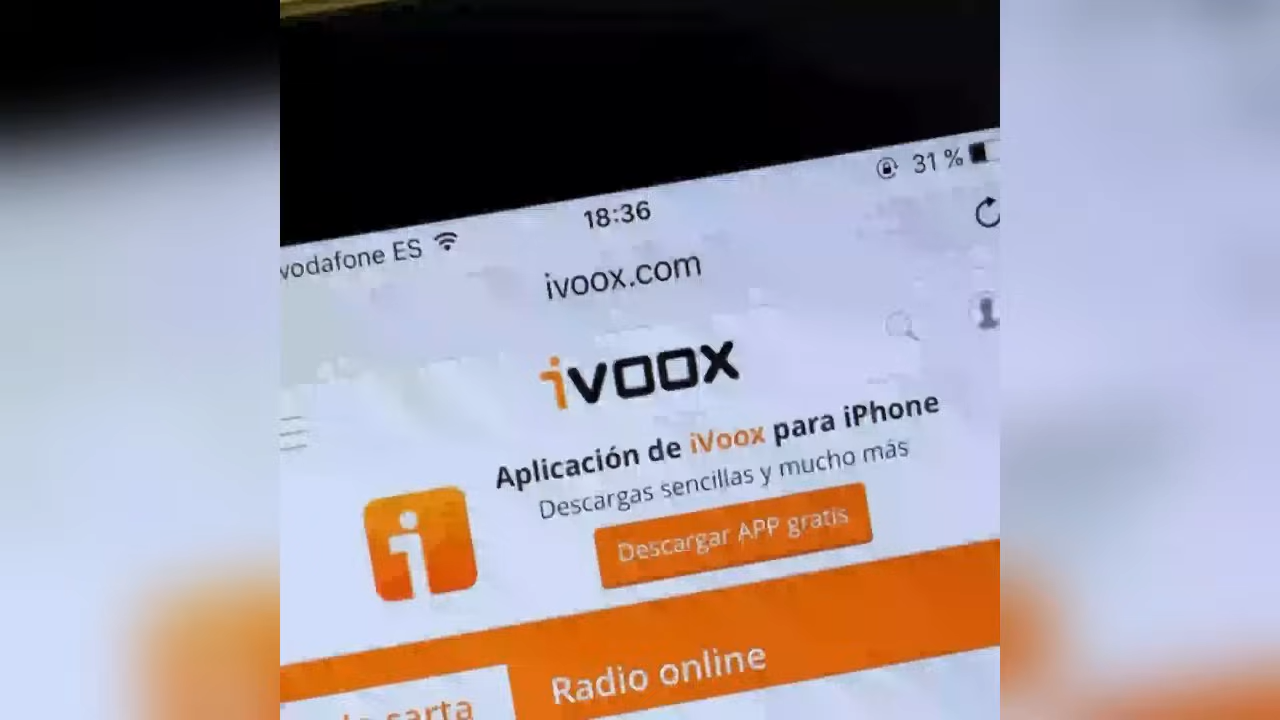 31 %
18:36
vodafone ES
ivoox.com
iVOOX
Aplicación de iVoox para iPhone
Descargas sencillas y mucho más
Descargar APP gratis
Radio online
carta